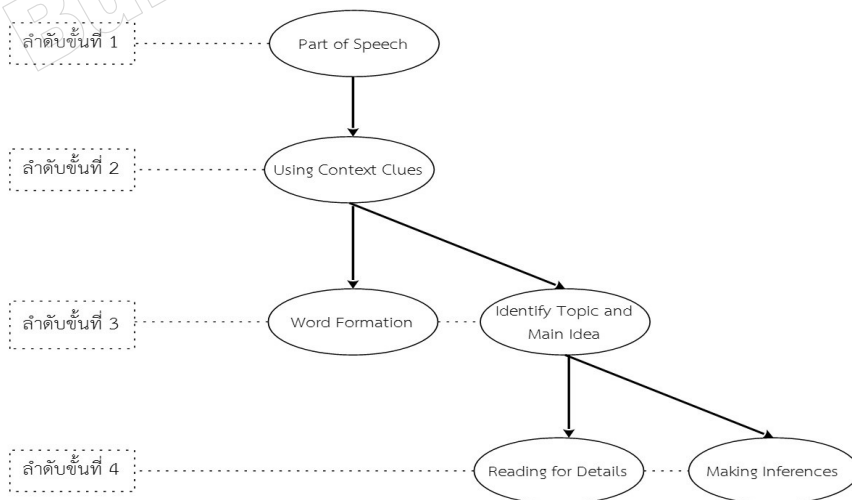 ลำดับขั้นที่ 1
Part of Speech
ลำดับขั้นที่ 2
Using Context Clues
ลำดับขั้นที่ 3
Word Formation
Identify Topic and
Main Idea
ลำดับขั้นที่ 4
Reading for Details
Making Inferences